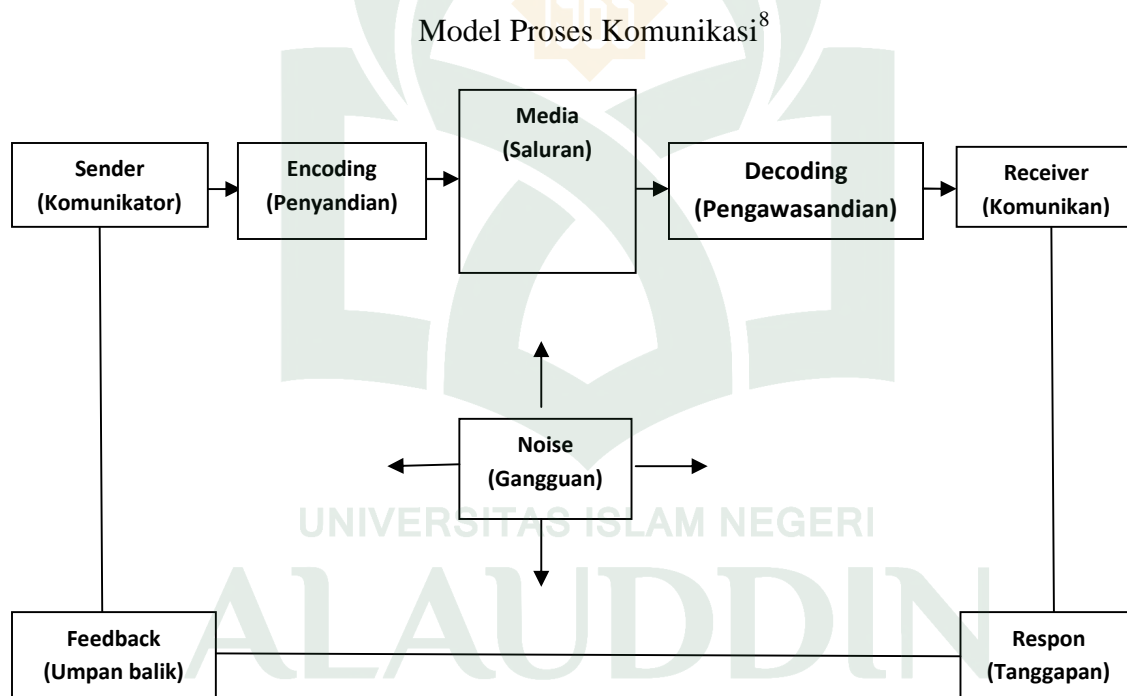 Model Proses Komunikasi⁸
Media
(Saluran)
Sender
(Komunikator)
Encoding
(Penyandian)
Decoding
(Pengawasandian)
Receiver
(Komunikan)
Noise
(Gangguan)
UNIVERSITAS ISLAM NEGERI
ALAUDDIN
Feedback
(Umpan balik)
Respon
(Tanggapan)